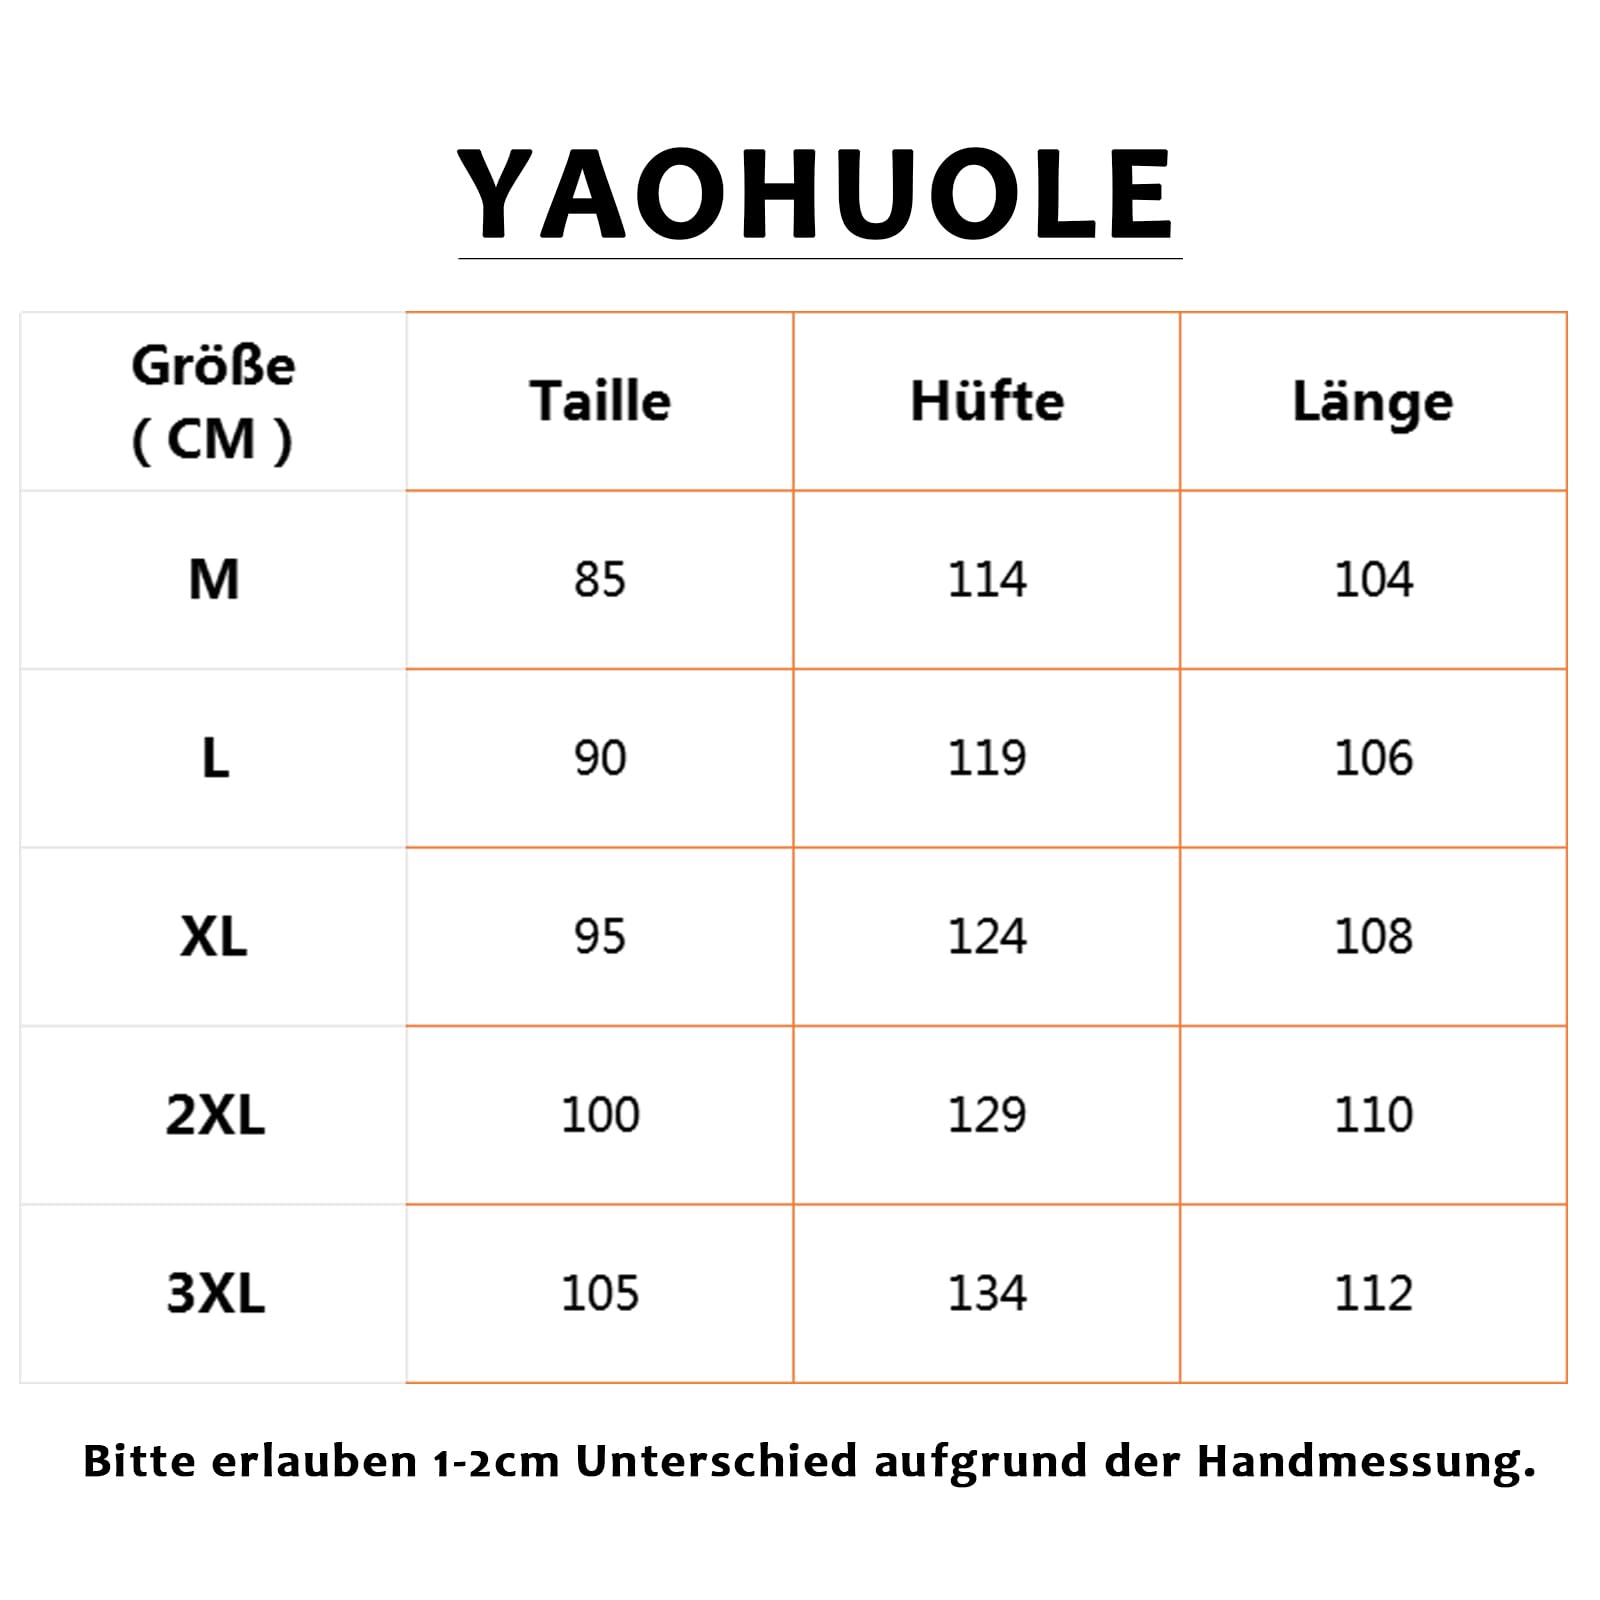 YAOHUOLE
Größe
( CM )
Taille Hüfte Länge
M 85 114 104
L 90 119 106
XL 95 124 108
2XL 100 129 110
3XL 105 134 112
Bitte erlauben 1-2cm Unterschied aufgrund der Handmessung.